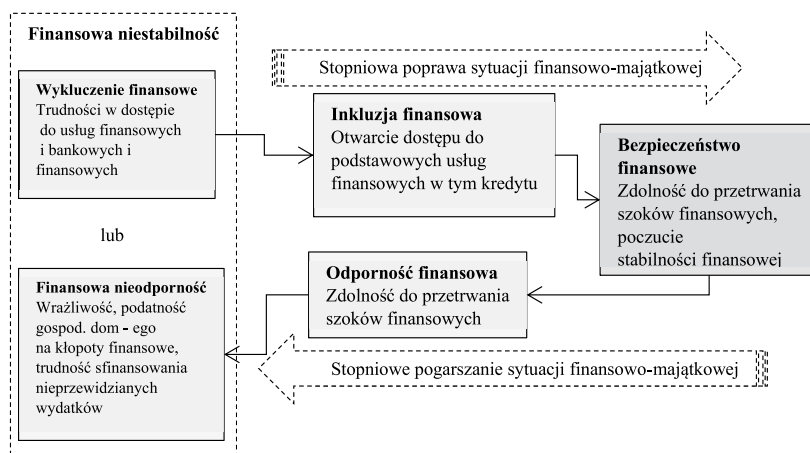 Finansowa niestabilność
Stopniowa poprawa sytuacji finansowo-majątkowej
Wykluczenie finansowe
Trudności w dostępie
do usług finansowych
i bankowych i
finansowych
Inkluzja finansowa
Otwarcie dostępu do
podstawowych usług
finansowych w tym kredytu
Bezpieczeństwo
finansowe
Zdolność do przetrwania
szoków finansowych,
poczucie
stabilności finansowej
lub
Odporność finansowa
Zdolność do przetrwania
szoków finansowych
Finansowa nieodporność
Wrażliwość, podatność
gospod. dom - ego
na kłopoty finansowe,
trudność sfinansowania
nieprzewidzianych
wydatków
Stopniowe pogarszanie sytuacji finansowo-majątkowej